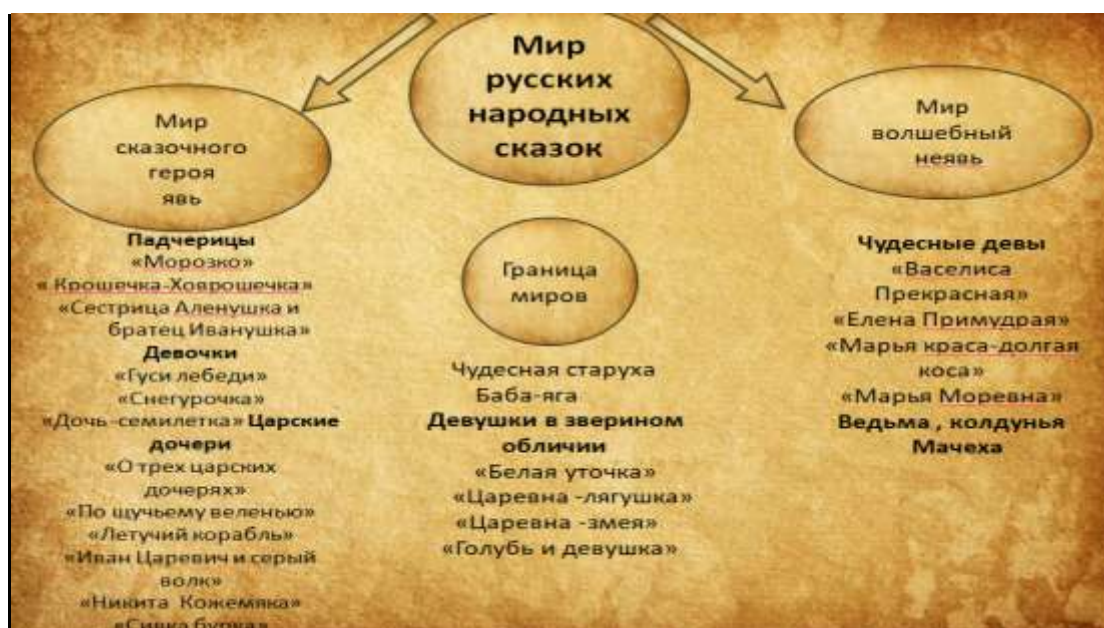 Мир
русских
народных
сказок
Мир
сказочного
героя
явь
Падчерицы
«Морозко»
« Крошечка-Ховрошечка»
«Сестрица Аленушка и
братец Иванушка»
Девочки
«Гуси лебеди»
«Снегурочка»
«Дочь-семилетка» Царские
дочери
«О трех царских
дочерях»
«По щучьему веленью»
«Летучий корабль»
«Иван Царевич и серый
волк»
«Никита Кожемяка»
«Сивка бурка»
Граница
миров
Чудесная старуха
Баба-яга
Девушки в зверином
обличии
«Белая уточка»
«Царевна -лягушка»
«Царевна -змея»
«Голубь и девушка»
Мир
волшебный
неявь
Чудесные девы
«Васелиса
Прекрасная»
«Елена Примудрая»
«Марья краса-долгая
коса»
«Марья Моревна»
Ведьма , колдунья
Мачеха